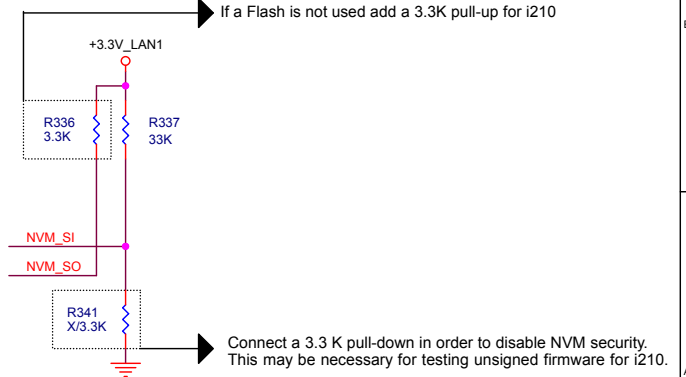 If a Flash is not used add a 3.3K pull-up for i210
+3.3V_LAN1
R336
3.3K
R337
33K
NVM_SI
NVM_SO
R341
X/3.3K
Connect a 3.3 K pull-down in order to disable NVM security.
This may be necessary for testing unsigned firmware for i210.